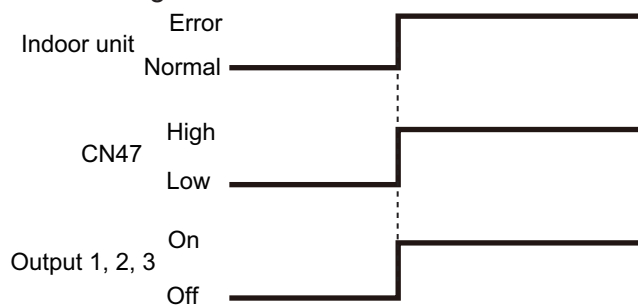 Error
Indoor unit
Normal
High
CN47
Low
On
Output 1, 2, 3
Off